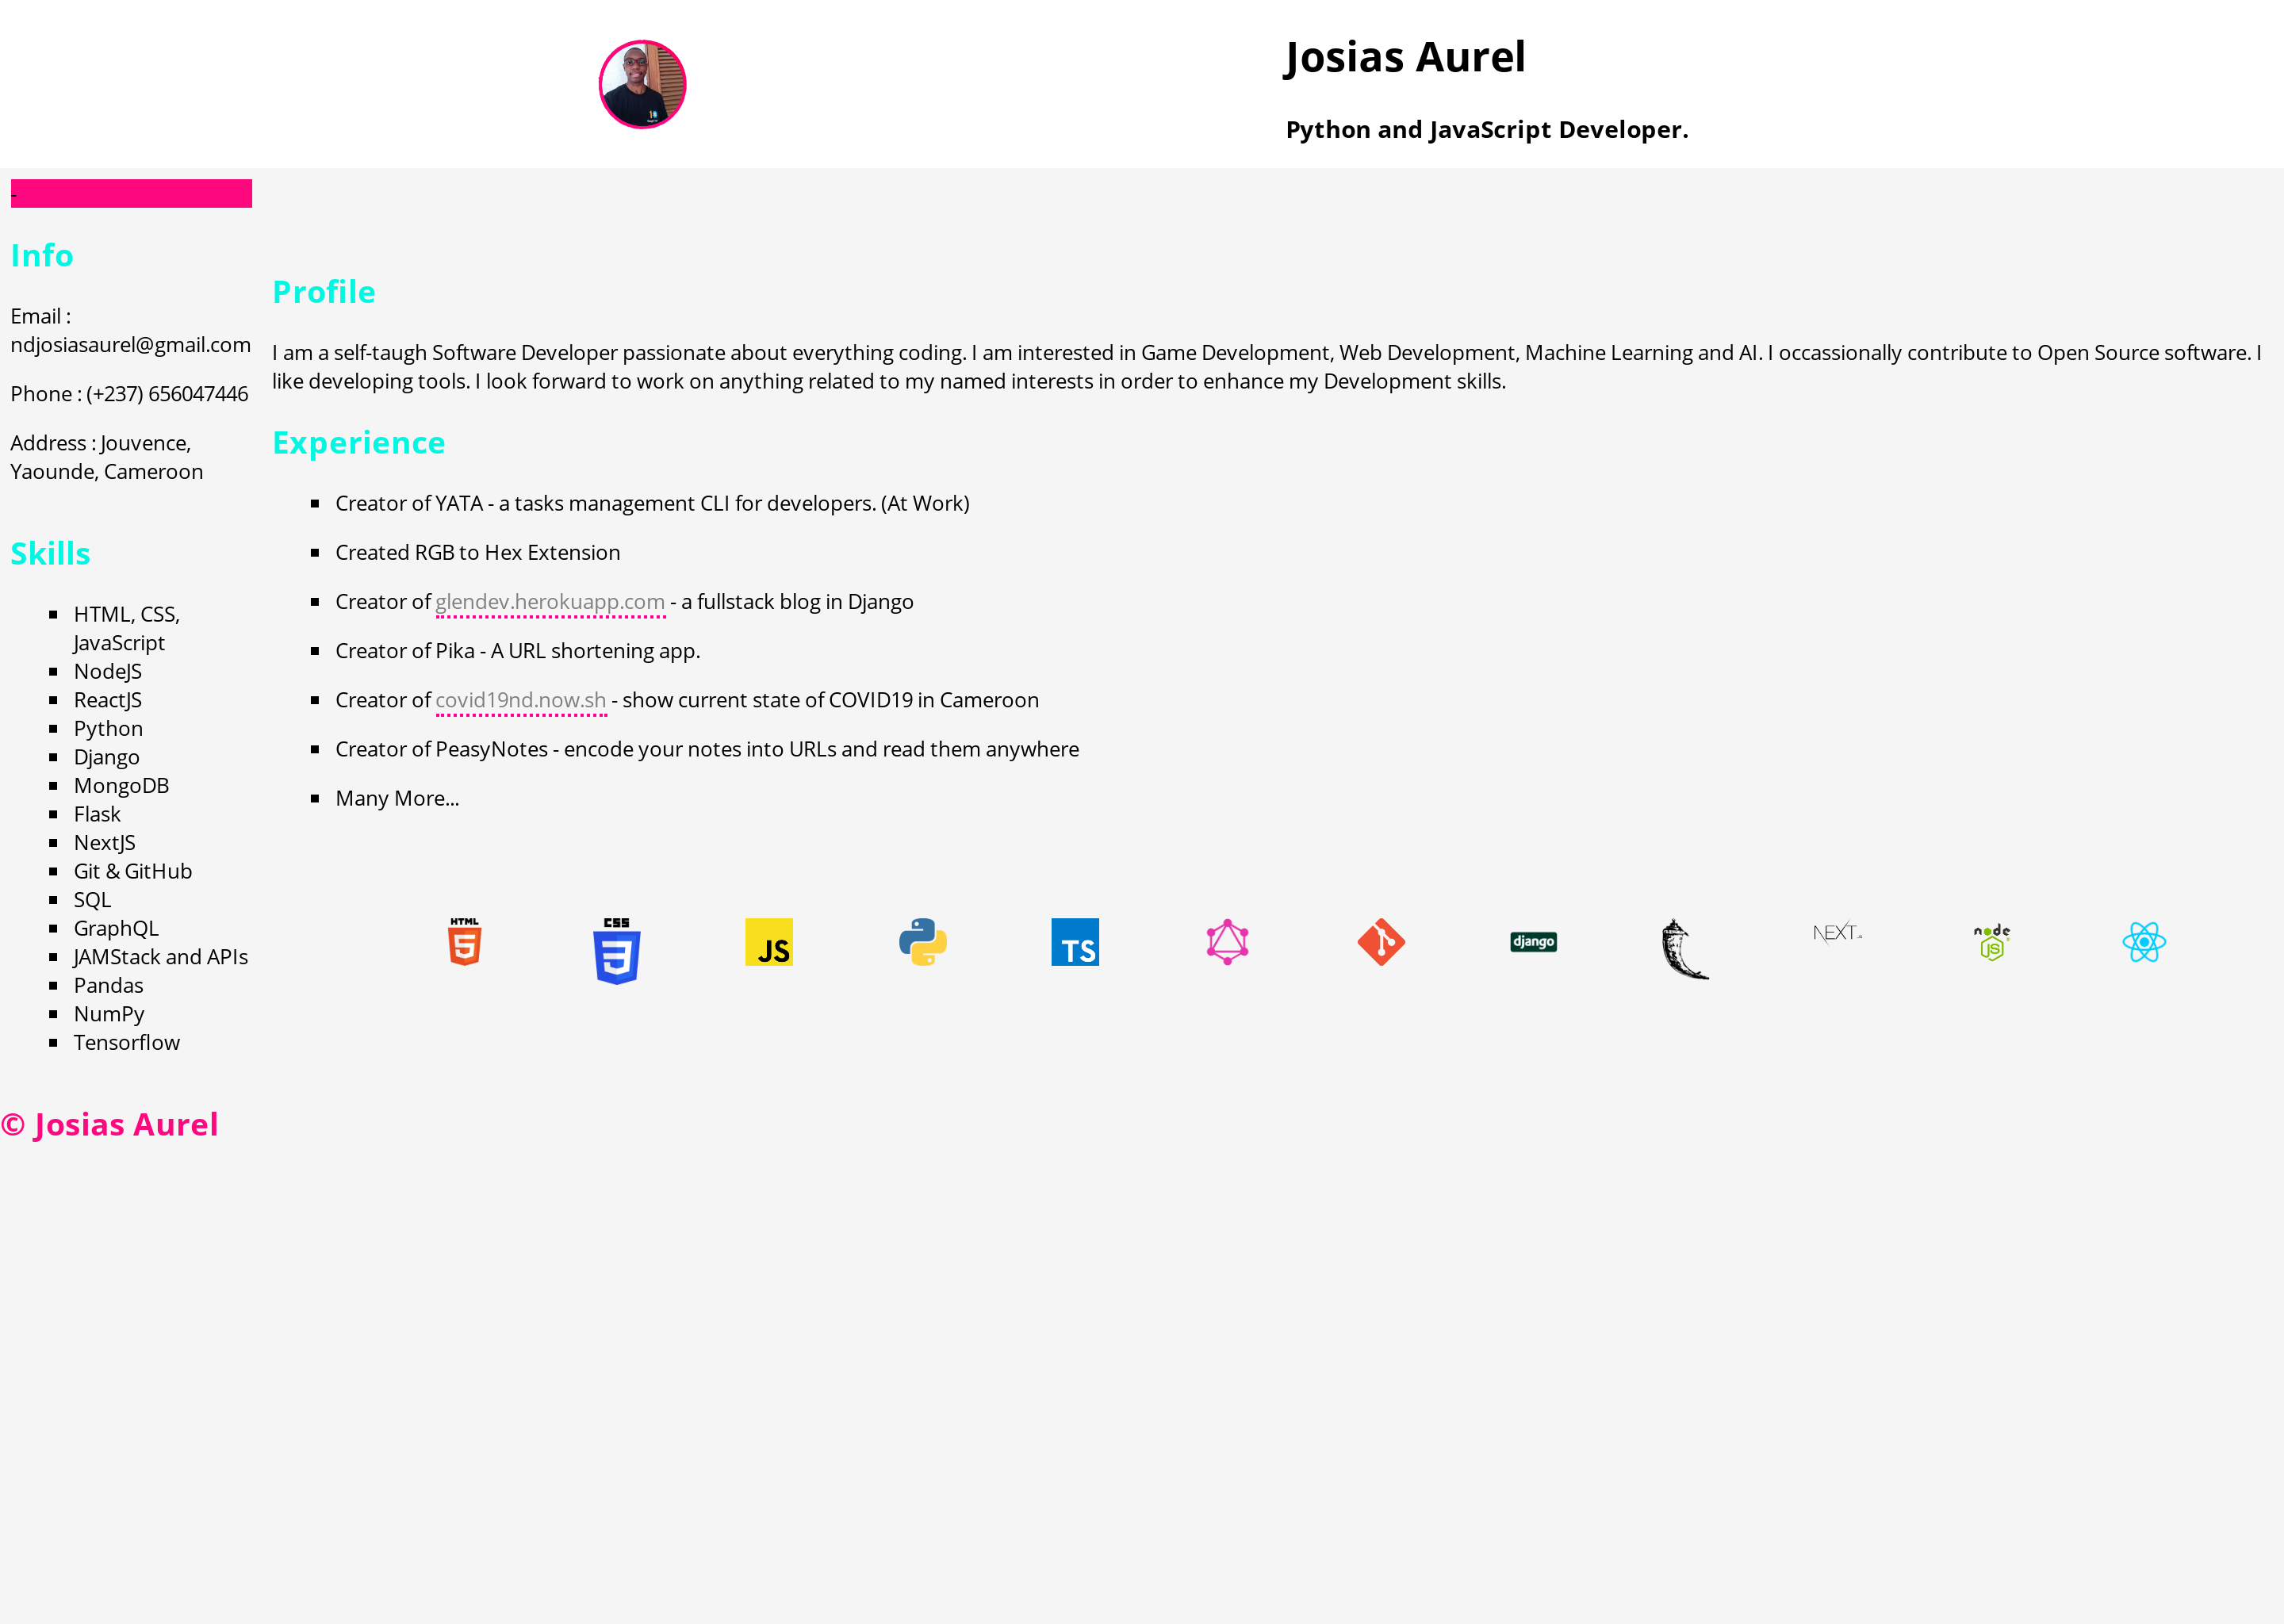 Josias Aurel
Python and JavaScript Developer.
-
Info
Email :
ndjosiasaurel@gmail.com
Phone : (+237) 656047446
Address : Jouvence,
Yaounde, Cameroon
Skills
HTML, CSS,
JavaScript
NodeJS
ReactJS
Python
Django
MongoDB
Flask
NextJS
Git & GitHub
SQL
GraphQL
JAMStack and APIs
Pandas
NumPy
Tensorflow
Profile
I am a self-taugh Software Developer passionate about everything coding. I am interested in Game Development, Web Development, Machine Learning and AI. I occassionally contribute to Open Source software. I
like developing tools. I look forward to work on anything related to my named interests in order to enhance my Development skills.
Experience
Creator of YATA - a tasks management CLI for developers. (At Work)
Created RGB to Hex Extension
Creator of glendev.herokuapp.com - a fullstack blog in Django
Creator of Pika - A URL shortening app.
Creator of covid19nd.now.sh - show current state of COVID19 in Cameroon
Creator of PeasyNotes - encode your notes into URLs and read them anywhere
Many More...
HTML
5
CSS
3
JS
TS
django
NEXT
node
JS
© Josias Aurel